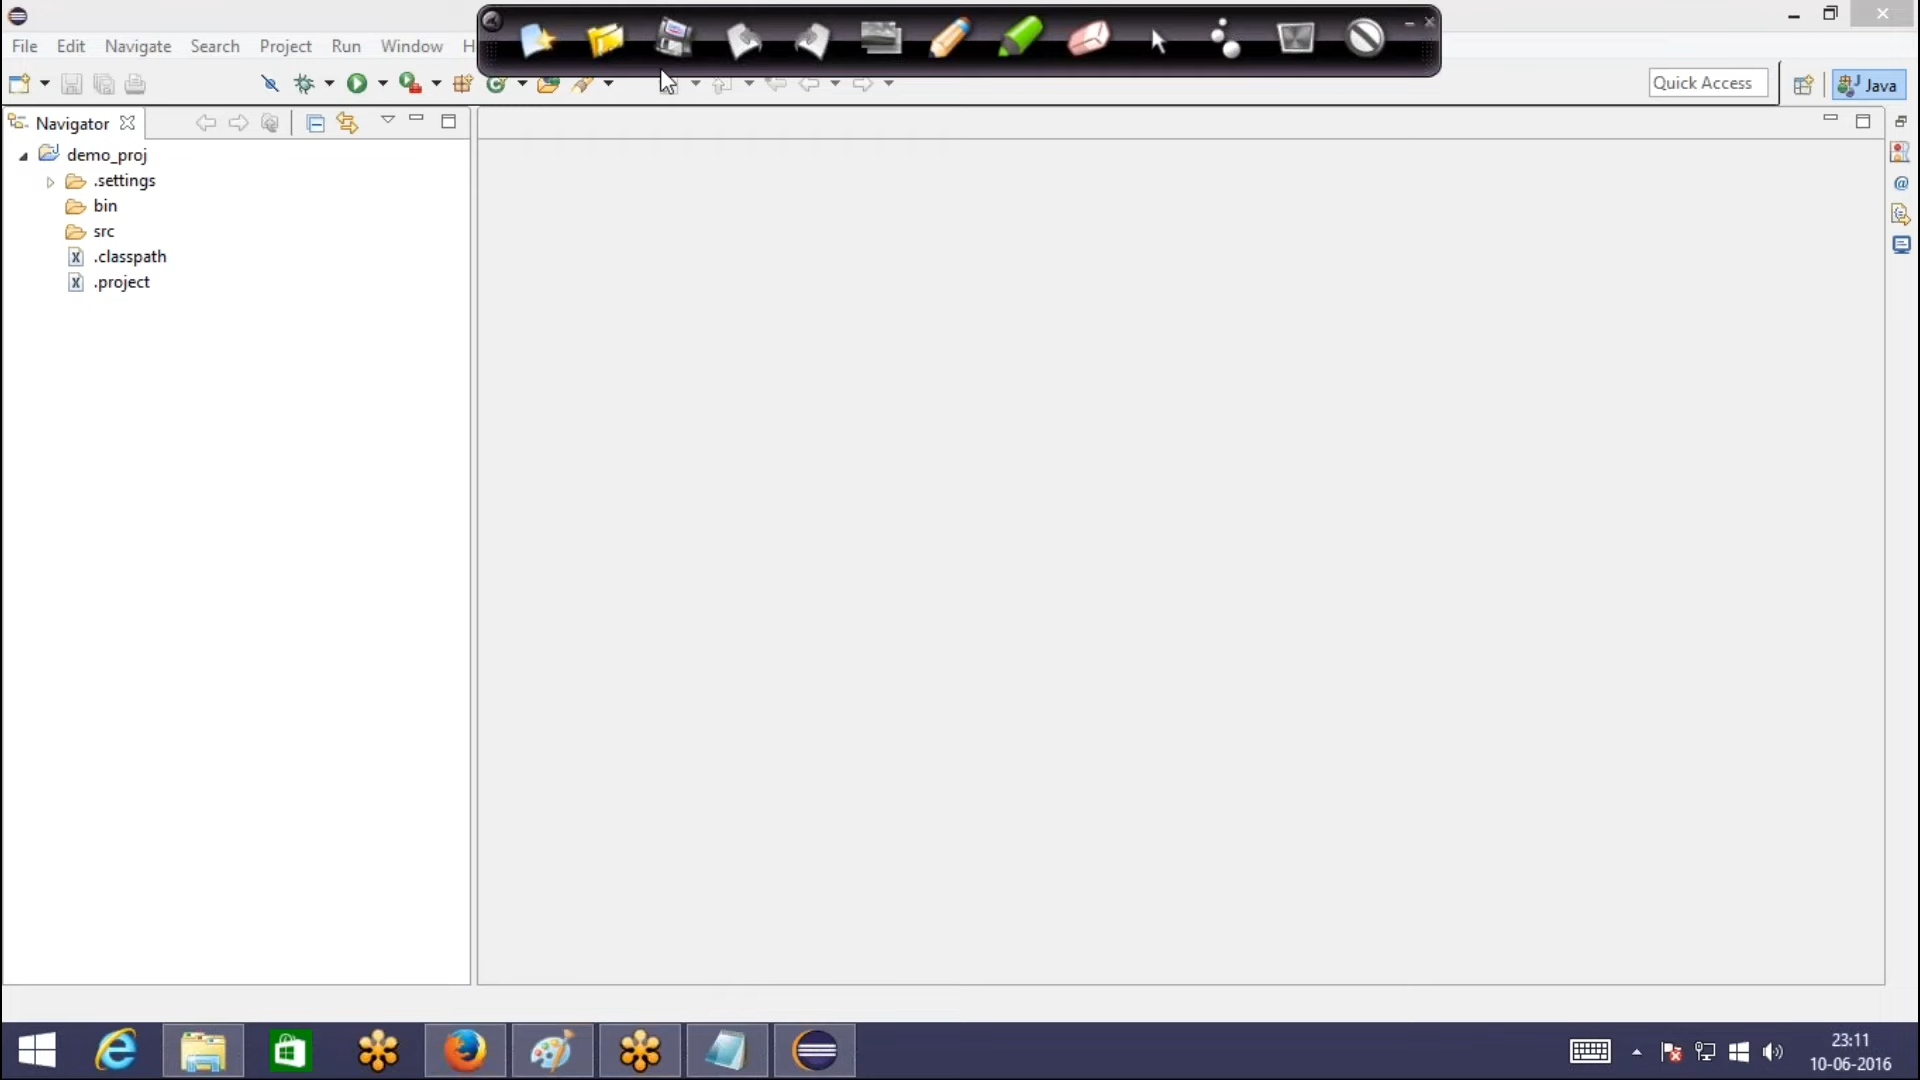 File Edit Navigate Search Project Run Window H
Quick Access
Java
Navigator
demo_proj
.settings
bin
src
.classpath
.project
23:11
10-06-2016